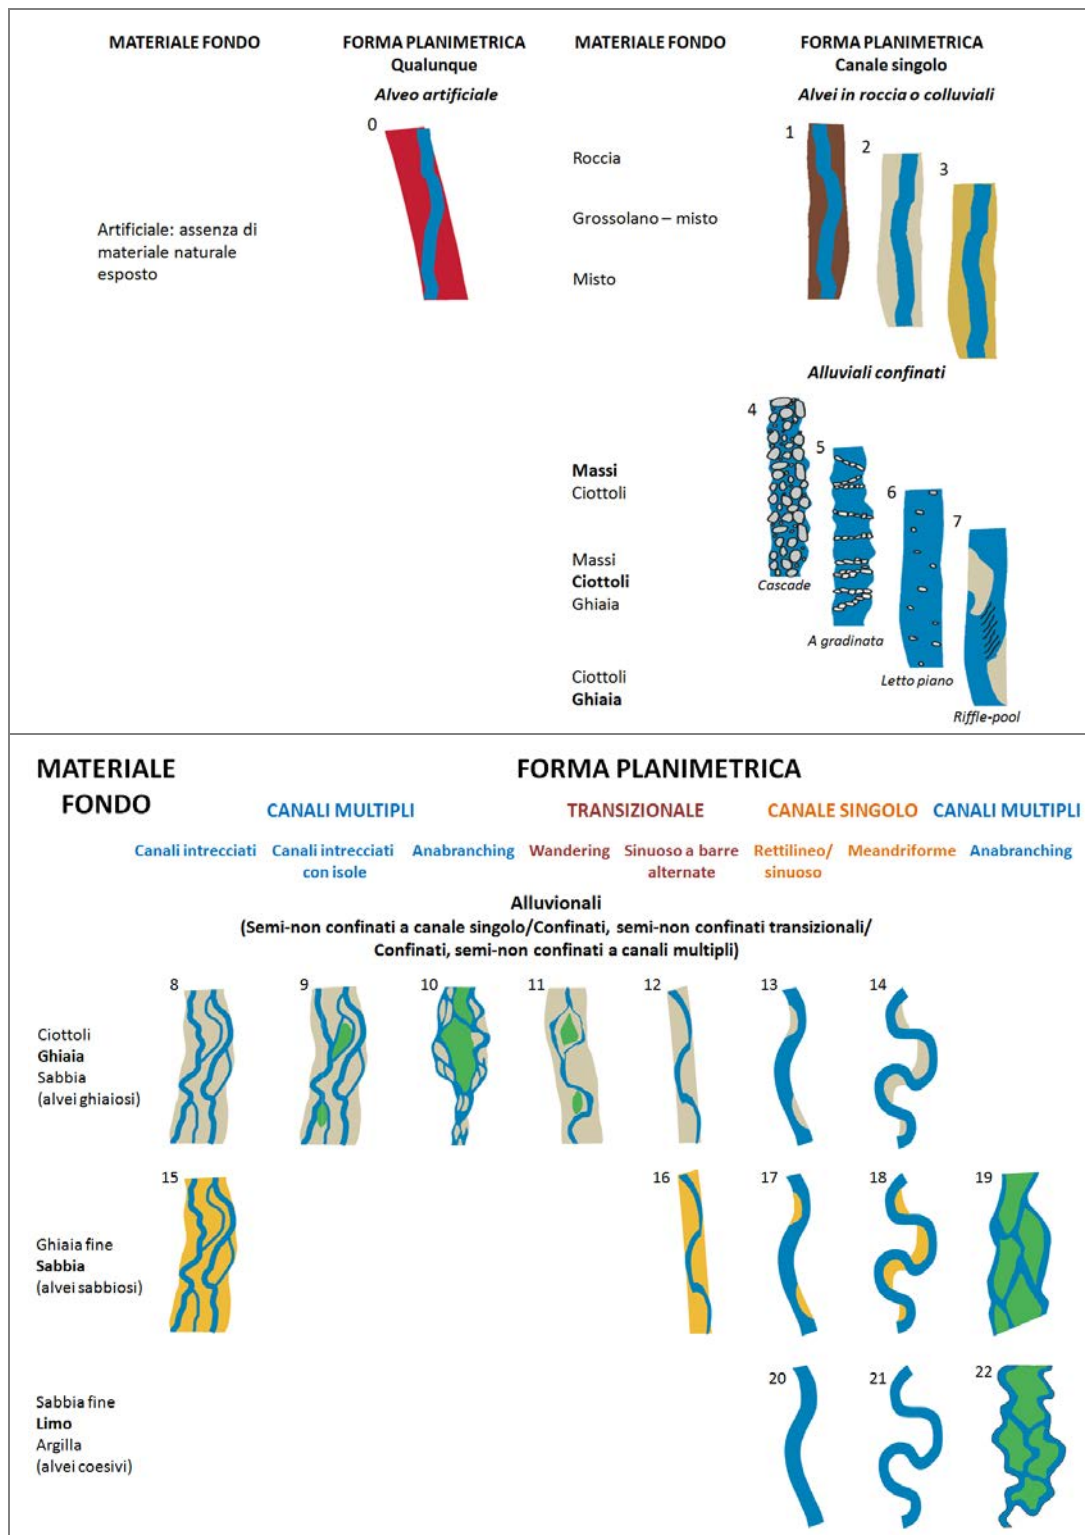 MATERIALE FONDO
FORMA PLANIMETRICA
Qualunque
MATERIALE FONDO
FORMA PLANIMETRICA
Canale singolo
Alveo artificiale
Alvei in roccia o colluviali
0
1
2
3
Roccia
Grossolano – misto
Misto
Artificiale: assenza di
materiale naturale
esposto
Alluviali confinati
4
5
6
7
Massi
Ciottoli
Massi
Ciottoli
Ghiaia
Ciottoli
Ghiaia
Cascade
A gradinata
Letto piano
Riffle-pool
MATERIALE
FONDO
FORMA PLANIMETRICA
CANALI MULTIPLI
TRANSIZIONALE
CANALE SINGOLO
CANALI MULTIPLI
Canali intrecciati
Canali intrecciati
con isole
Anabranching
Wandering
Sinuoso a barre
alternate
Rettilineo/
sinuoso
Meandriforme
Anabranching
Alluvionali
(Semi-non confinati a canale singolo/Confinati, semi-non confinati transizionali/
Confinati, semi-non confinati a canali multipli)
8
9
10
11
12
13
14
Ciottoli
Ghiaia
Sabbia
(alvei ghiaiosi)
15
16
17
18
19
Ghiaia fine
Sabbia
(alvei sabbiosi)
20
21
22
Sabbia fine
Limo
Argilla
(alvei coesivi)